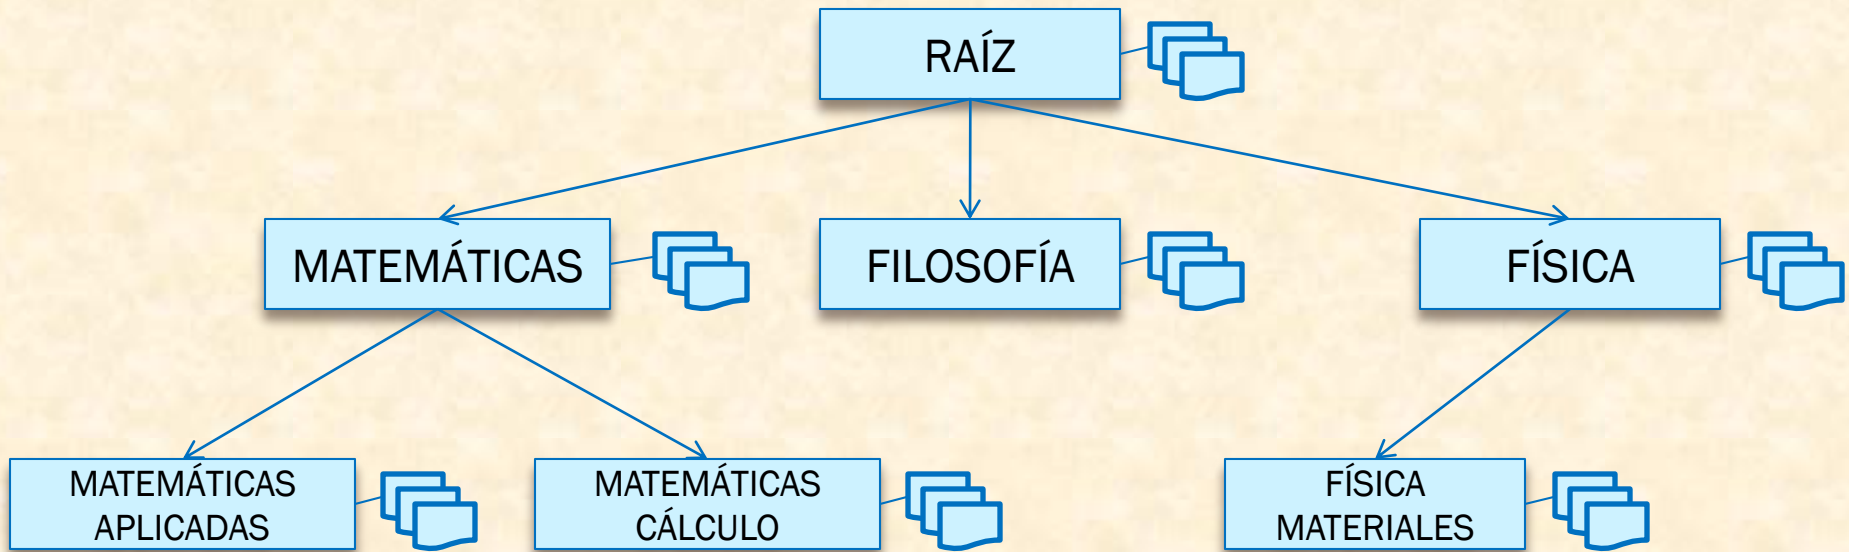 RAÍZ
MATEMÁTICAS
FILOSOFÍA
FÍSICA
MATEMÁTICAS
APLICADAS
MATEMÁTICAS
CÁLCULO
FÍSICA
MATERIALES